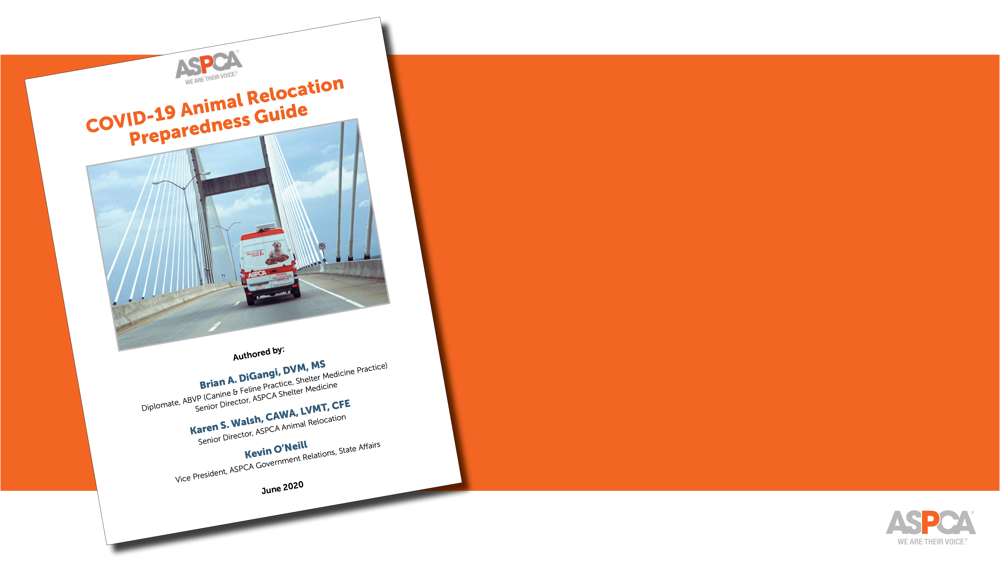 ASPCA®
WE ARE THEIR VOICE.®
COVID-19 Animal Relocation
Preparedness Guide
Rescue
Ride
ASPCA
ANIMAL
RELOCATION
VEHICLE
www.aspca.org
Authored by:
Brian A. DiGangi, DVM, MS
Diplomate, ABVP (Canine & Feline Practice, Shelter Medicine Practice)
Senior Director, ASPCA Shelter Medicine
Karen S. Walsh, CAWA, LVMT, CFE
Senior Director, ASPCA Animal Relocation
Kevin O’Neill
Vice President, ASPCA Government Relations, State Affairs
June 2020
ASPCA®
WE ARE THEIR VOICE.®